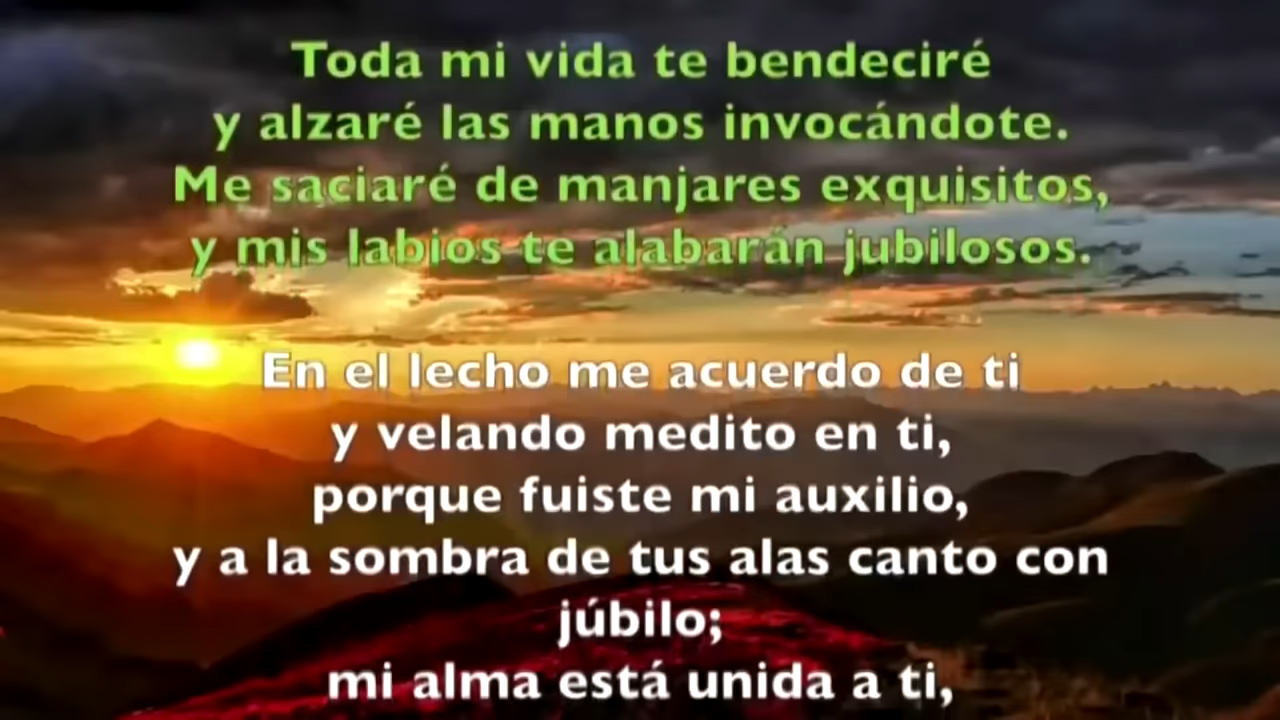 Toda mi vida te bendeciré
y alzaré las manos invocándote.
Me saciaré de manjares exquisitos,
y mis labios te alabarán jubilosos.
En el lecho me acuerdo de ti
y velando medito en ti,
porque fuiste mi auxilio,
y a la sombra de tus alas canto con
júbilo;
mi alma está unida a ti,